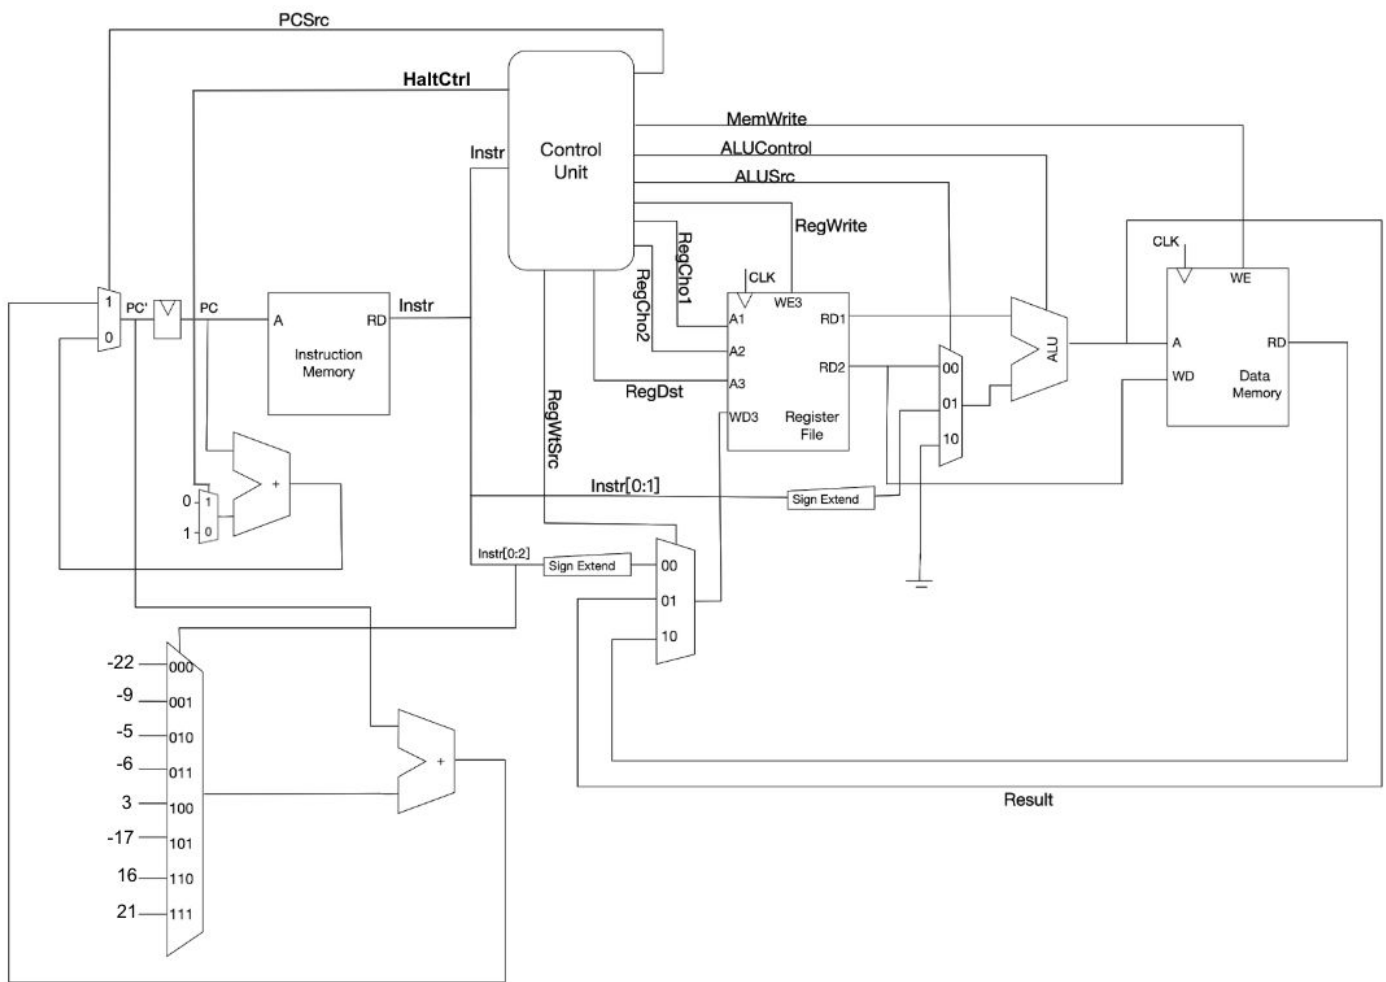 PCSrc
HaltCtrl
Control
Unit
Instr
MemWrite
ALUControl
ALUSrc
RegWrite
RegCho1
RegCho2
RegDst
RegWtSrc
1
0
PC'
PC
A
RD
Instruction
Memory
Instr
CLK
WE3
A1
A2
A3
WD3
RD1
RD2
Register
File
00
01
10
ALU
CLK
WE
A
WD
RD
Data
Memory
+
0
1
1
0
Instr[0:1]
Sign Extend
Instr[0:2]
Sign Extend
00
01
10
-22
000
-9
001
-5
010
-6
011
3
100
-17
101
16
110
21
111
+
Result